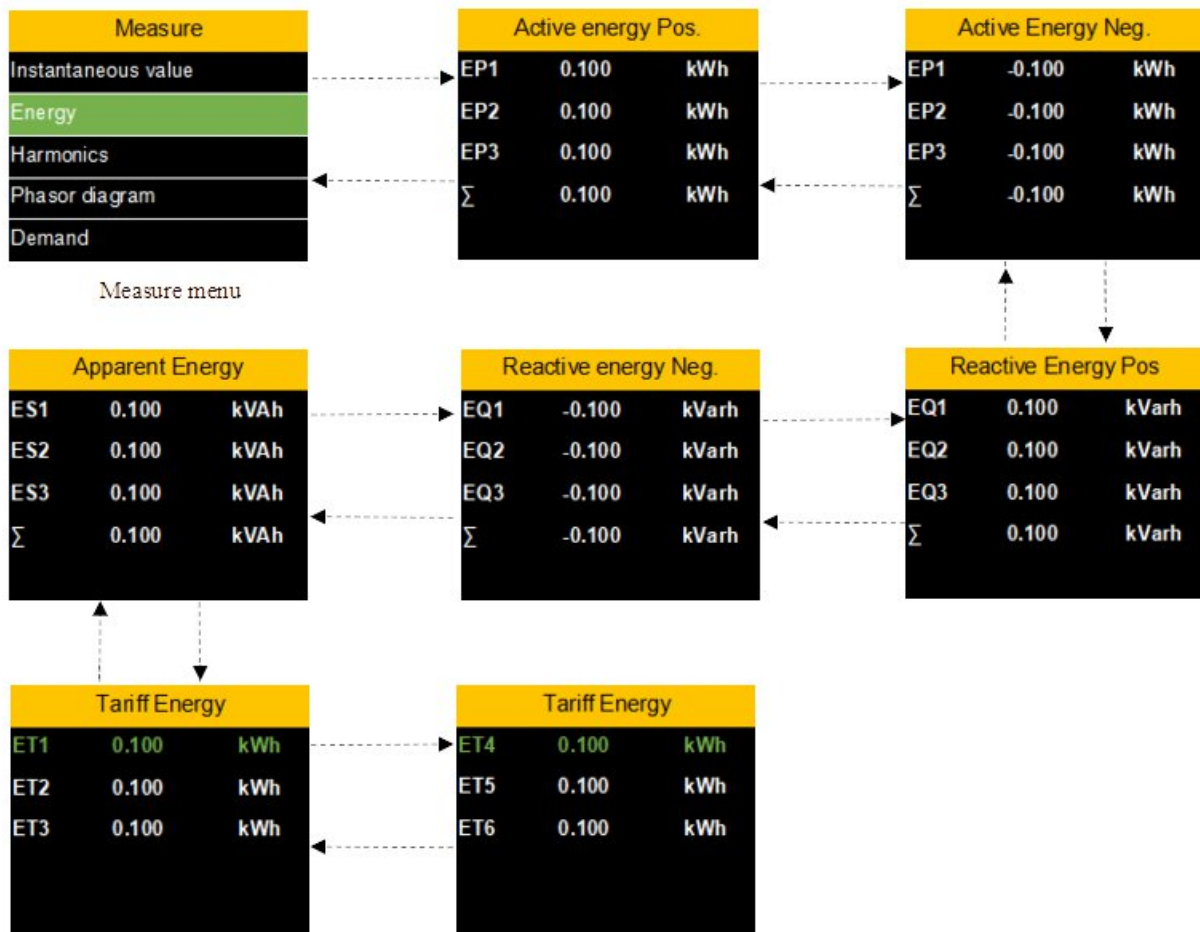 Measure
Instantaneous value
Energy
Harmonics
Phasor diagram
Demand
Measure menu
Active energy Pos.
EP1 0.100 kWh
EP2 0.100 kWh
EP3 0.100 kWh
∑ 0.100 kWh
Active Energy Neg.
EP1 -0.100 kWh
EP2 -0.100 kWh
EP3 -0.100 kWh
∑ -0.100 kWh
Apparent Energy
ES1 0.100 kVAh
ES2 0.100 kVAh
ES3 0.100 kVAh
∑ 0.100 kVAh
Reactive energy Neg.
EQ1 -0.100 kVarh
EQ2 -0.100 kVarh
EQ3 -0.100 kVarh
∑ -0.100 kVarh
Reactive Energy Pos
EQ1 0.100 kVarh
EQ2 0.100 kVarh
EQ3 0.100 kVarh
∑ 0.100 kVarh
Tariff Energy
ET1 0.100 kWh
ET2 0.100 kWh
ET3 0.100 kWh
Tariff Energy
ET4 0.100 kWh
ET5 0.100 kWh
ET6 0.100 kWh